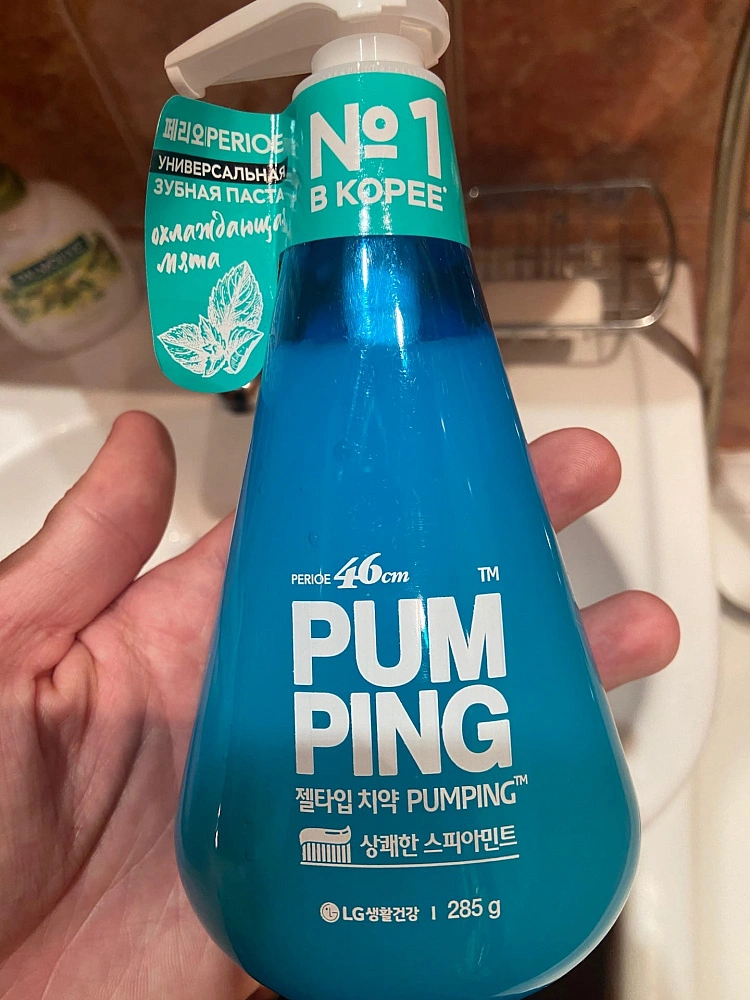 페리오PERIOE
УНИВЕРСАЛЬНАЯ
ЗУБНАЯ ПАСТА
охлаждающая
мята
№1
В КОРЕЕ*
PERIOE 46cm
TM
PUM
PING
젤타입 치약 PUMPING™
상쾌한 스피아민트
LG생활건강 | 285 g